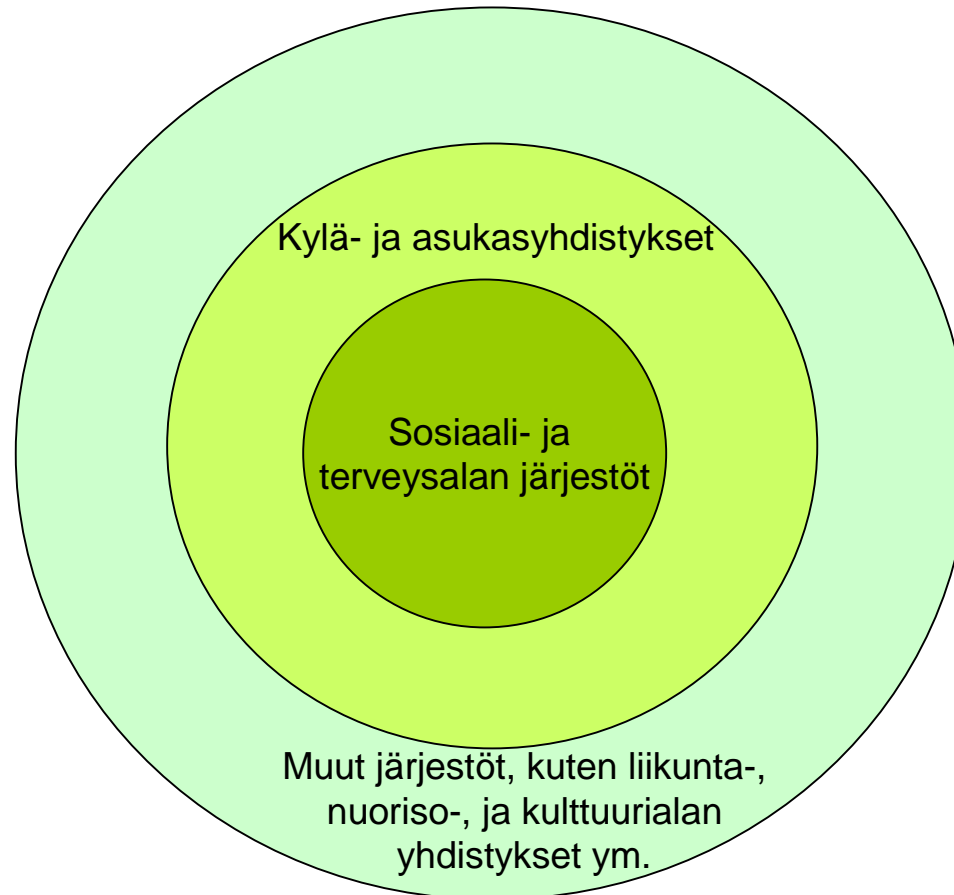 Kylä- ja asukasyhdistykset
Sosiaali- ja
terveysalan järjestöt
Muut järjestöt, kuten liikunta-,
nuoriso-, ja kulttuurialan
yhdistykset ym.